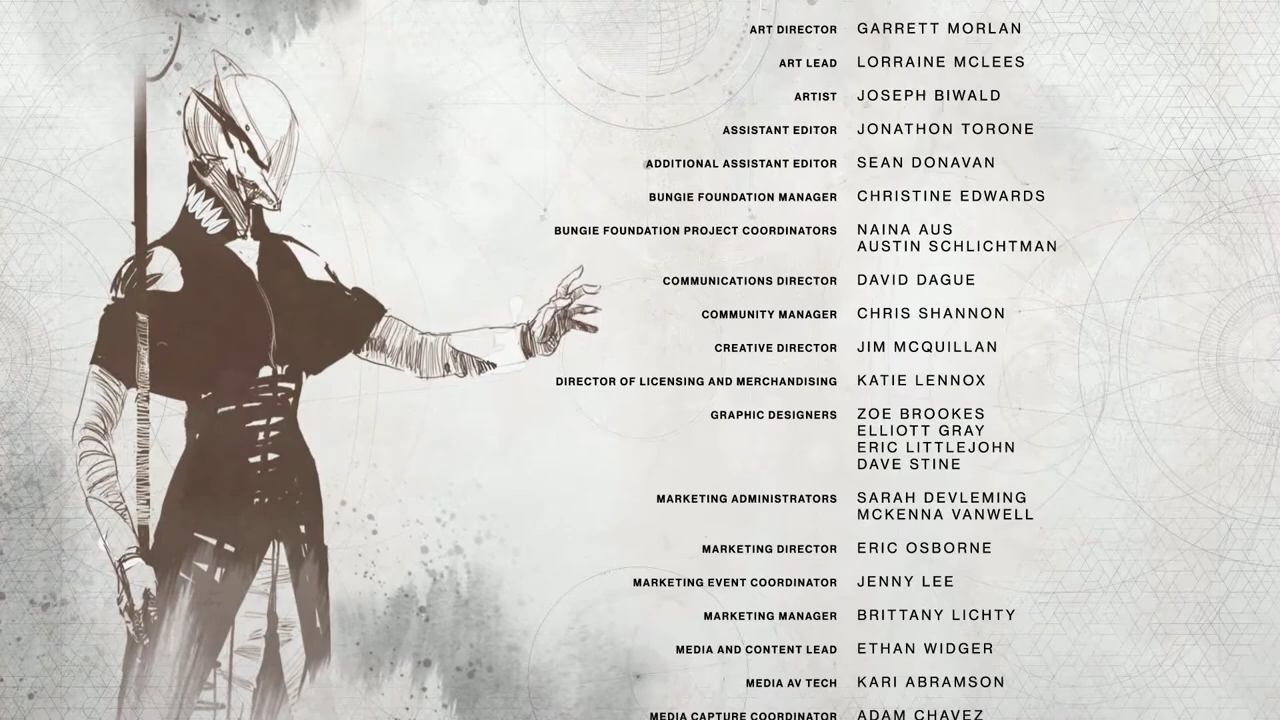 ART DIRECTOR GARRETT MORLAN
ART LEAD LORRAINE MCLEES
ARTIST JOSEPH BIWALD
ASSISTANT EDITOR JONATHON TORONE
ADDITIONAL ASSISTANT EDITOR SEAN DONAVAN
BUNGIE FOUNDATION MANAGER CHRISTINE EDWARDS
BUNGIE FOUNDATION PROJECT COORDINATORS NAINA AUS
AUSTIN SCHLICHTMAN
COMMUNICATIONS DIRECTOR DAVID DAGUE
COMMUNITY MANAGER CHRIS SHANNON
CREATIVE DIRECTOR JIM MCQUILLAN
DIRECTOR OF LICENSING AND MERCHANDISING KATIE LENNOX
GRAPHIC DESIGNERS ZOE BROOKES
ELLIOTT GRAY
ERIC LITTLEJOHN
DAVE STINE
MARKETING ADMINISTRATORS SARAH DEVLEMING
MCKENNA VANWELL
MARKETING DIRECTOR ERIC OSBORNE
MARKETING EVENT COORDINATOR JENNY LEE
MARKETING MANAGER BRITTANY LICHTY
MEDIA AND CONTENT LEAD ETHAN WIDGER
MEDIA AV TECH KARI ABRAMSON
MEDIA CAPTURE COORDINATOR ADAM CHAVEZ